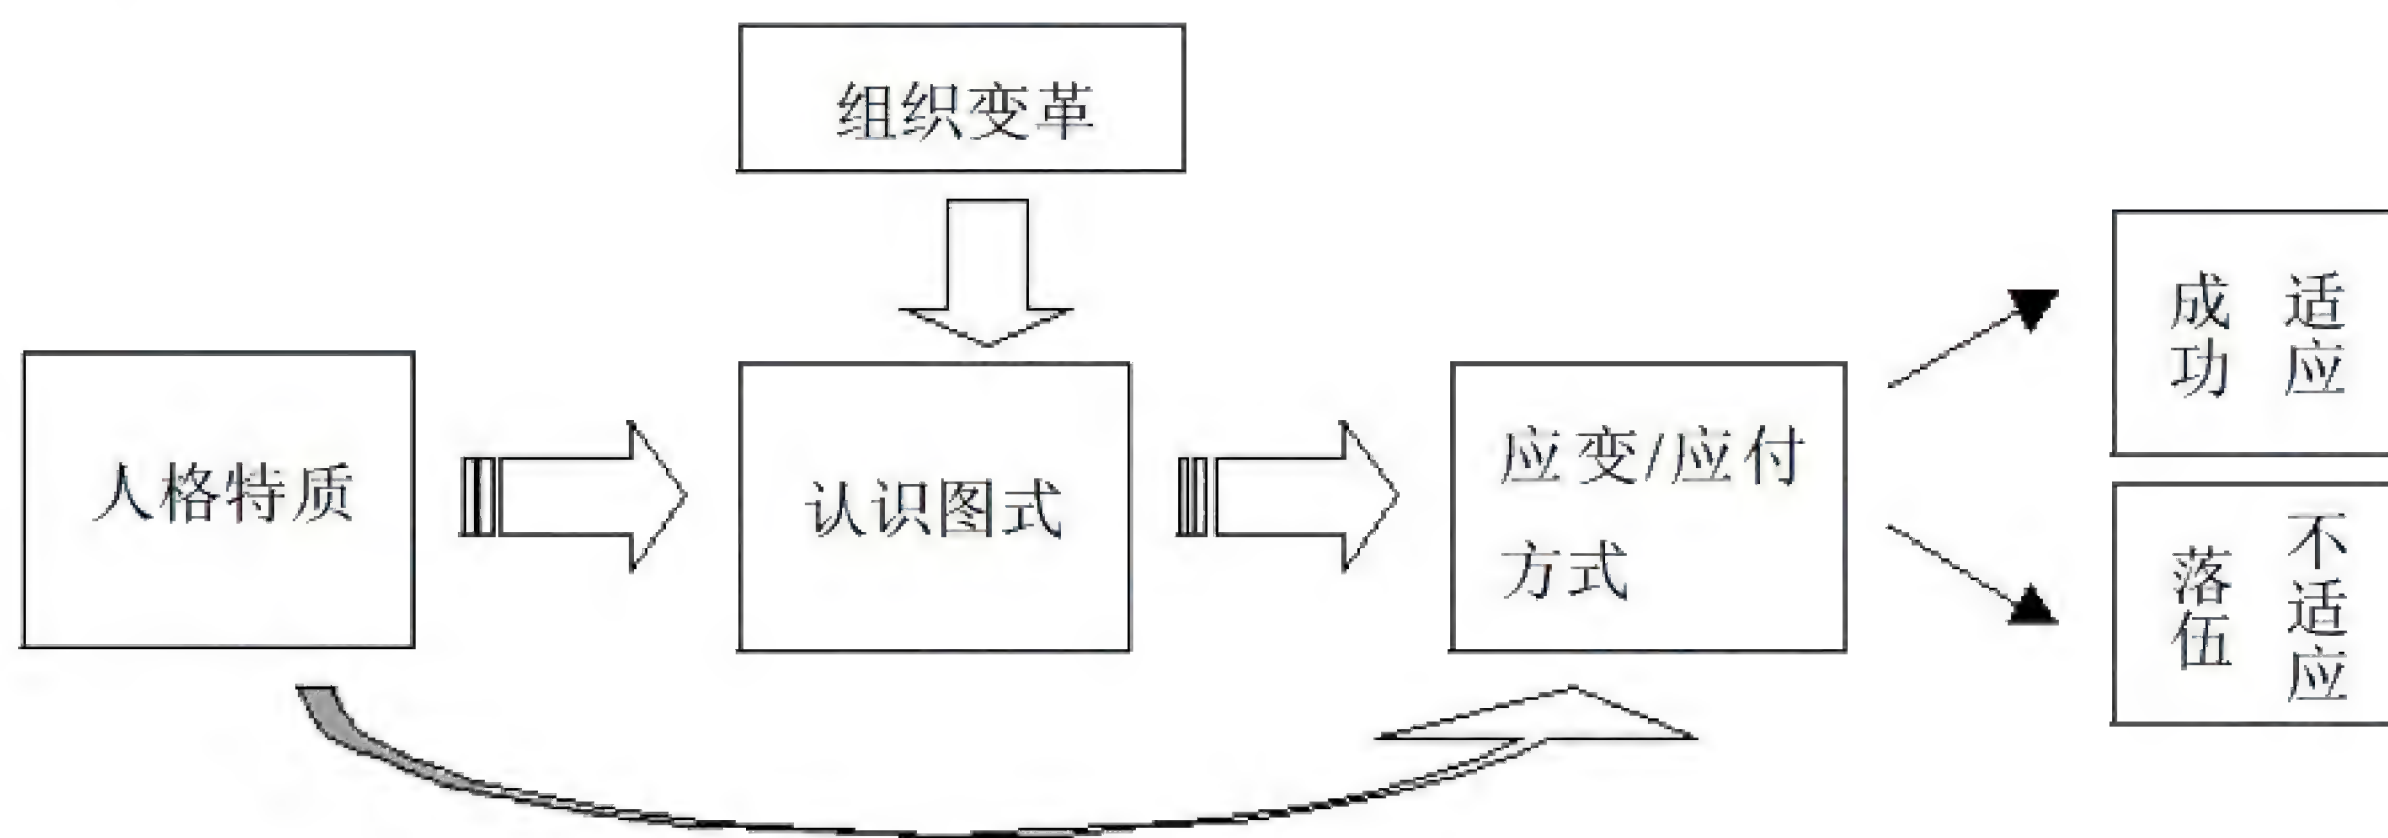 组织变革
人格特质
认识图式
应变/应付
方式
成功
适应
落伍
不适应